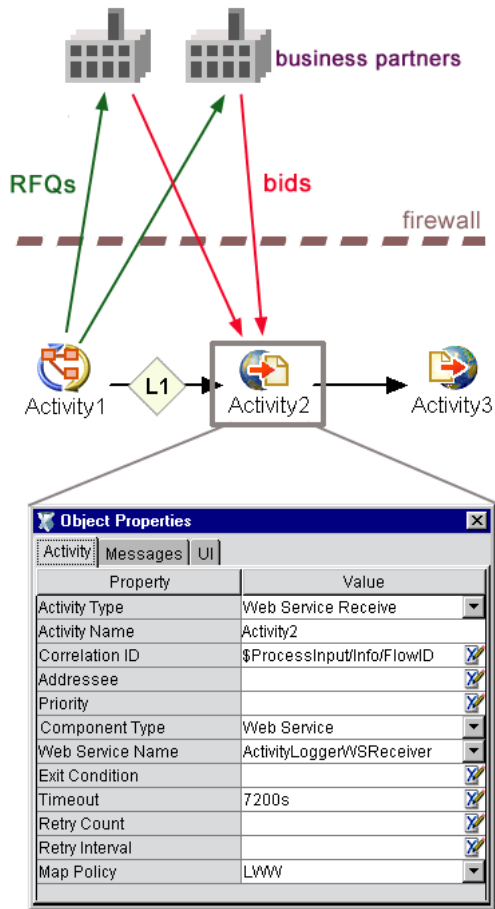 business partners
RFQs
bids
firewall
L1
Activity1
Activity2
Activity3
Object Properties
Activity Messages UI
Property Value
Activity Type Web Service Receive
Activity Name Activity2
Correlation ID $ProcessInput/Info/FlowID
Addressee
Priority
Component Type Web Service
Web Service Name ActivityLoggerWSReceiver
Exit Condition
Timeout 7200s
Retry Count
Retry Interval
Map Policy LWW